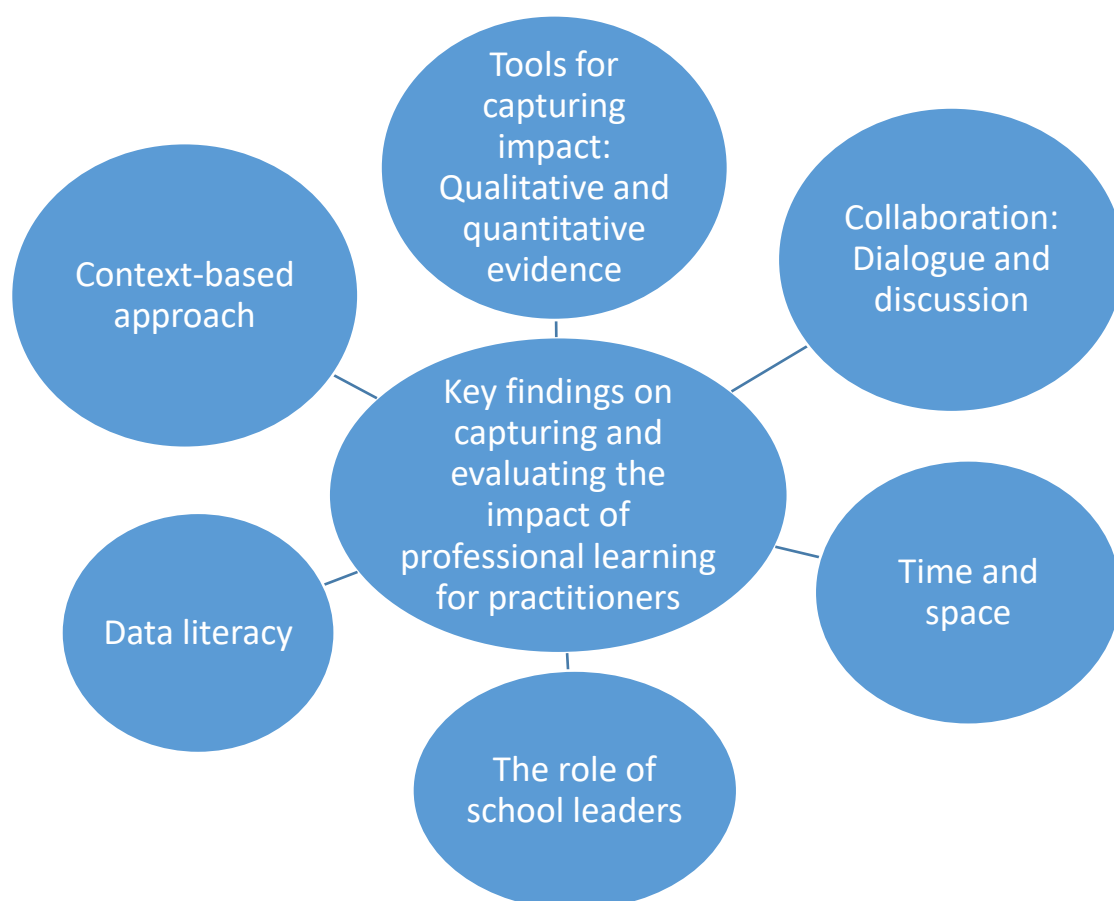 Tools for
capturing
impact:
Qualitative and
quantitative
evidence
Collaboration:
Dialogue and
discussion
Context-based
approach
Key findings on
capturing and
evaluating the
impact of
professional learning
for practitioners
Time and
space
Data literacy
The role of
school leaders